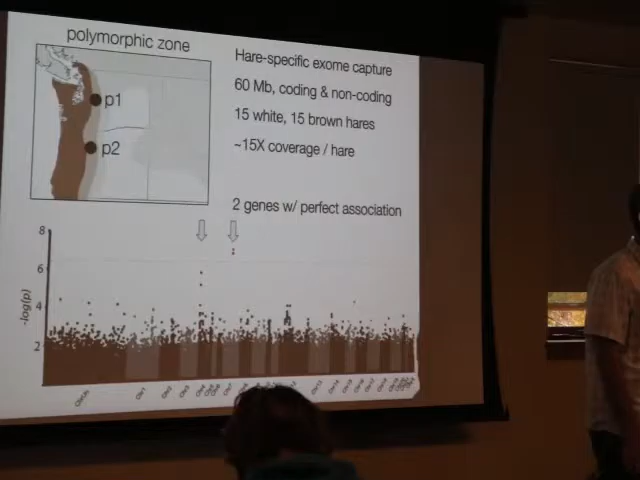 polymorphic zone
p1
p2
Hare-specific exome capture
60 Mb, coding & non-coding
15 white, 15 brown hares
~15X coverage / hare
2 genes w/ perfect association
-log(p)
8
6
4
2